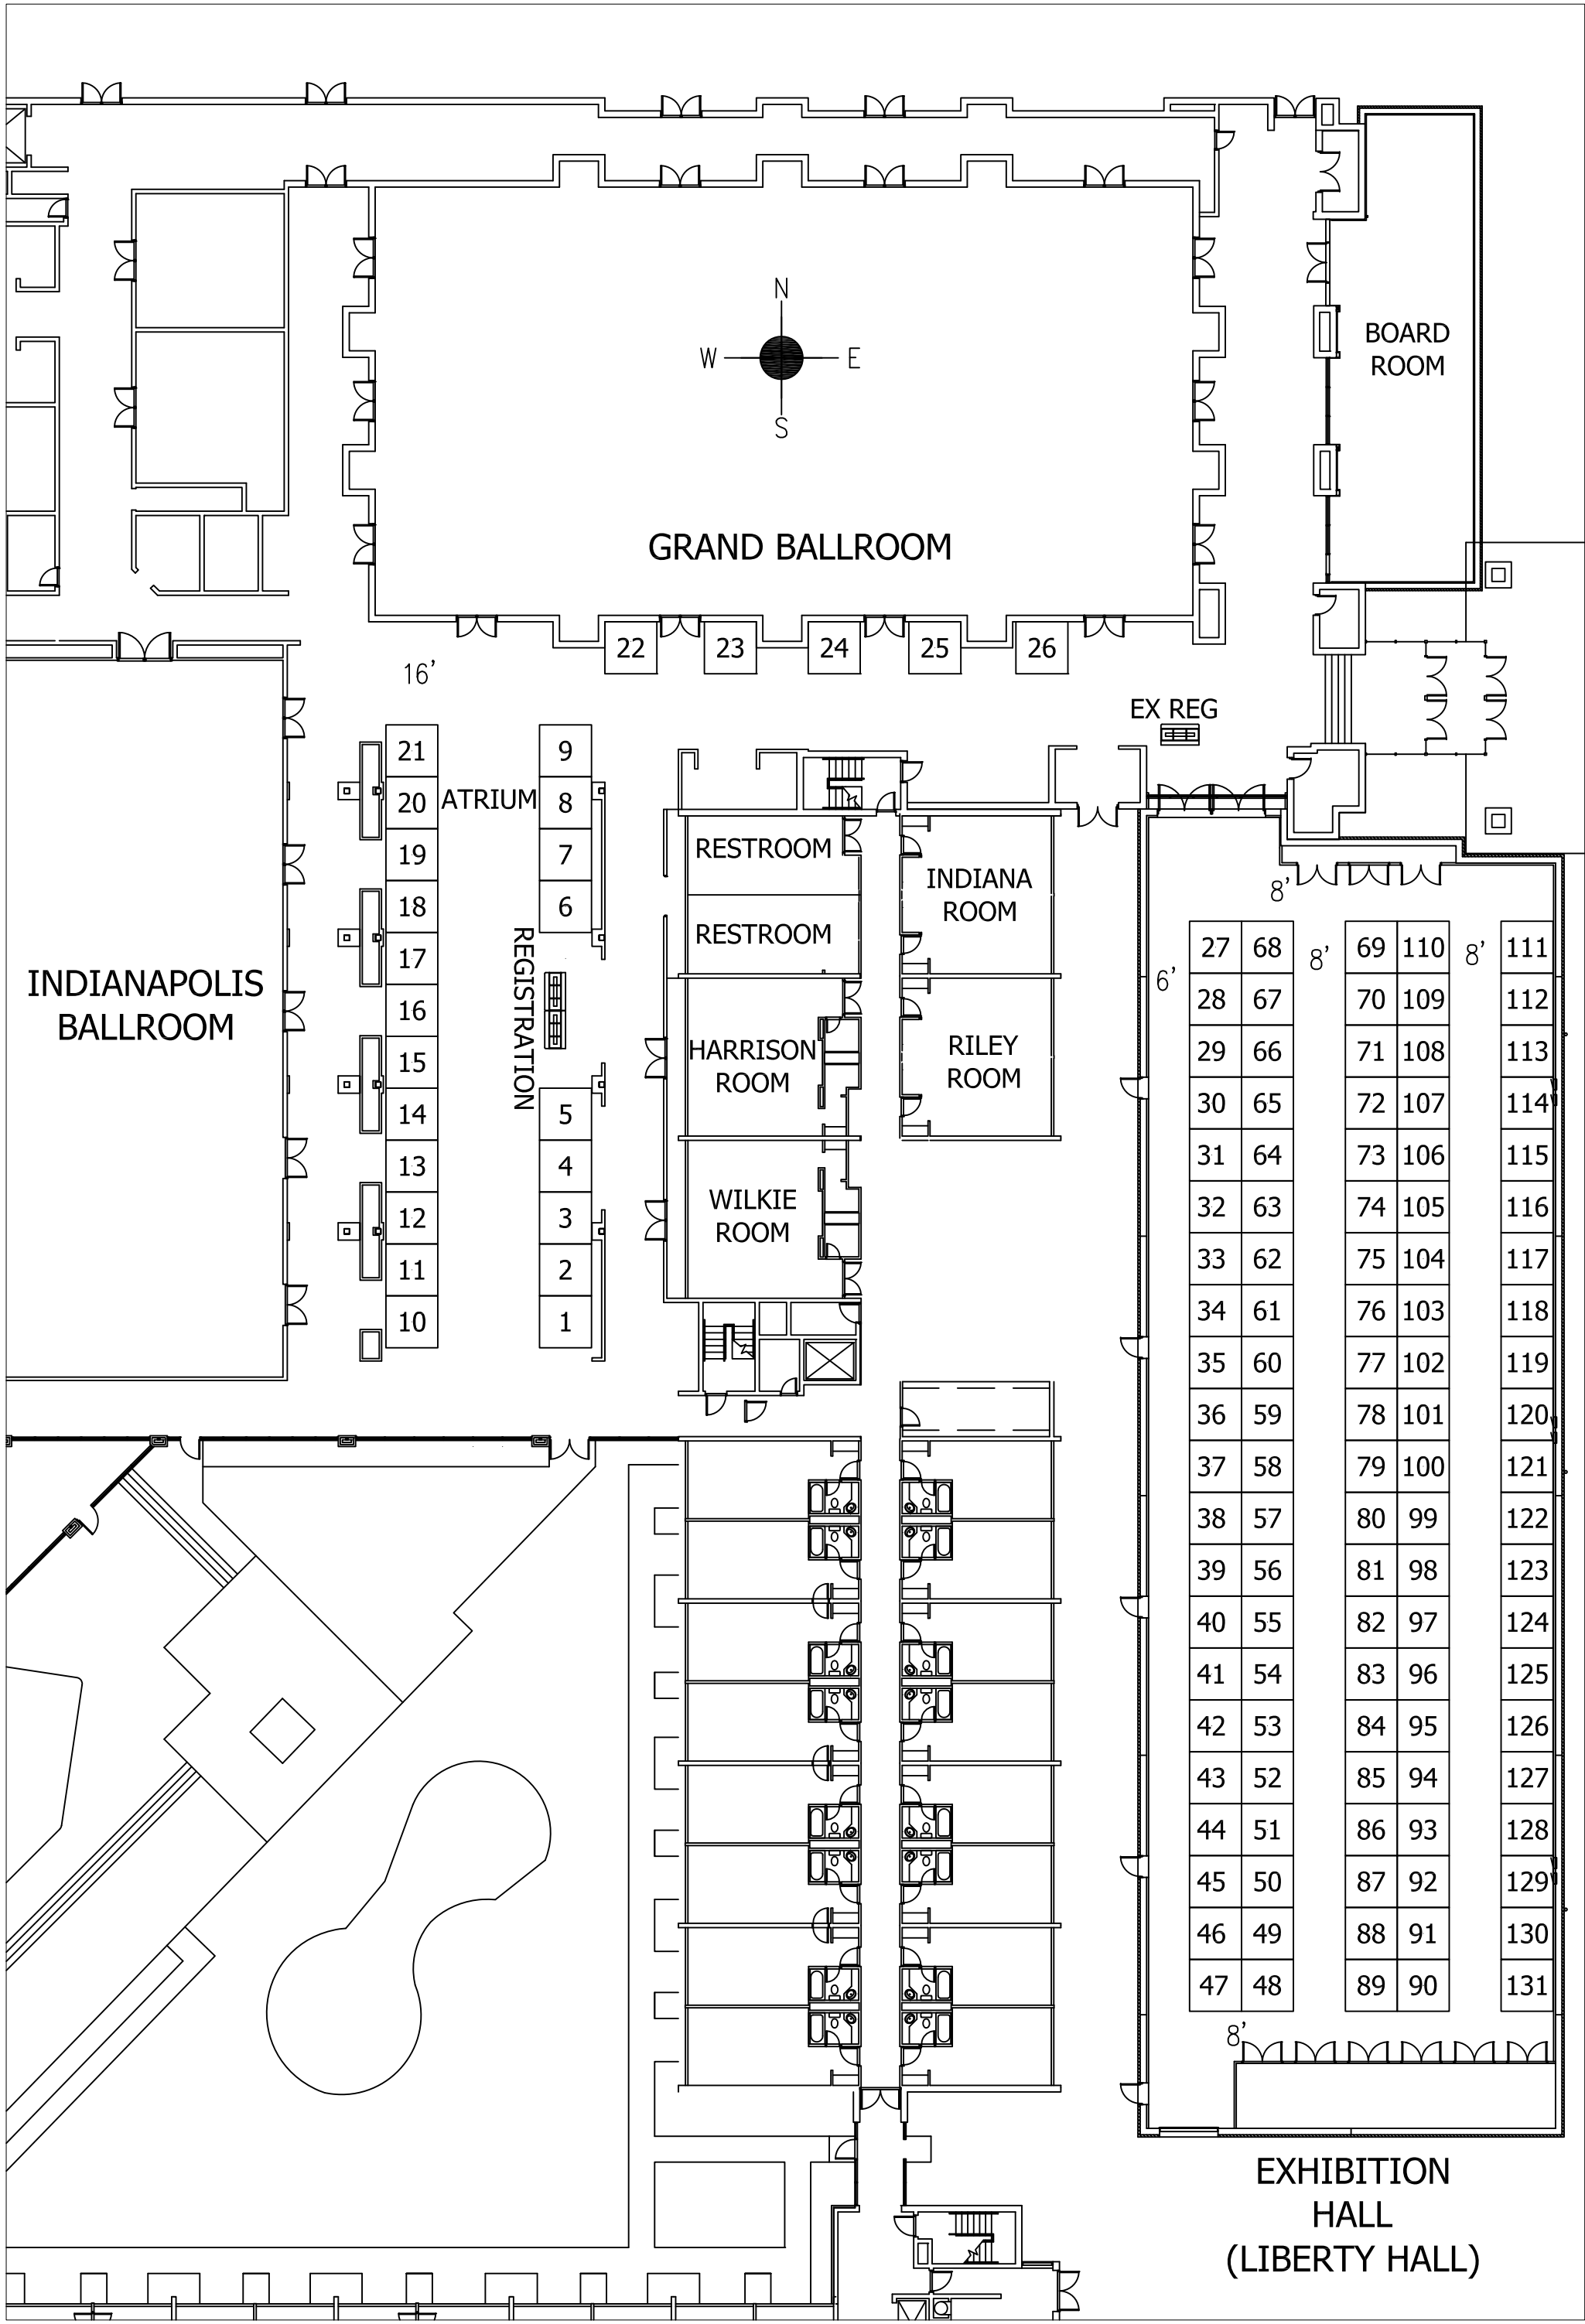 N
W E
S
BOARD
ROOM
GRAND BALLROOM
22 23 24 25 26
16'
EX REG
21 9
20 ATRIUM 8
19 7
18 6
17
16
15
14 5
13 4
12 3
11 2
10 1
REGISTRATION
INDIANAPOLIS
BALLROOM
RESTROOM
RESTROOM
INDIANA
ROOM
HARRISON
ROOM
RILEY
ROOM
WILKIE
ROOM
8'
6' 8' 8'
27 68 69 110 111
28 67 70 109 112
29 66 71 108 113
30 65 72 107 114
31 64 73 106 115
32 63 74 105 116
33 62 75 104 117
34 61 76 103 118
35 60 77 102 119
36 59 78 101 120
37 58 79 100 121
38 57 80 99 122
39 56 81 98 123
40 55 82 97 124
41 54 83 96 125
42 53 84 95 126
43 52 85 94 127
44 51 86 93 128
45 50 87 92 129
46 49 88 91 130
47 48 89 90 131
8'
EXHIBITION
HALL
(LIBERTY HALL)